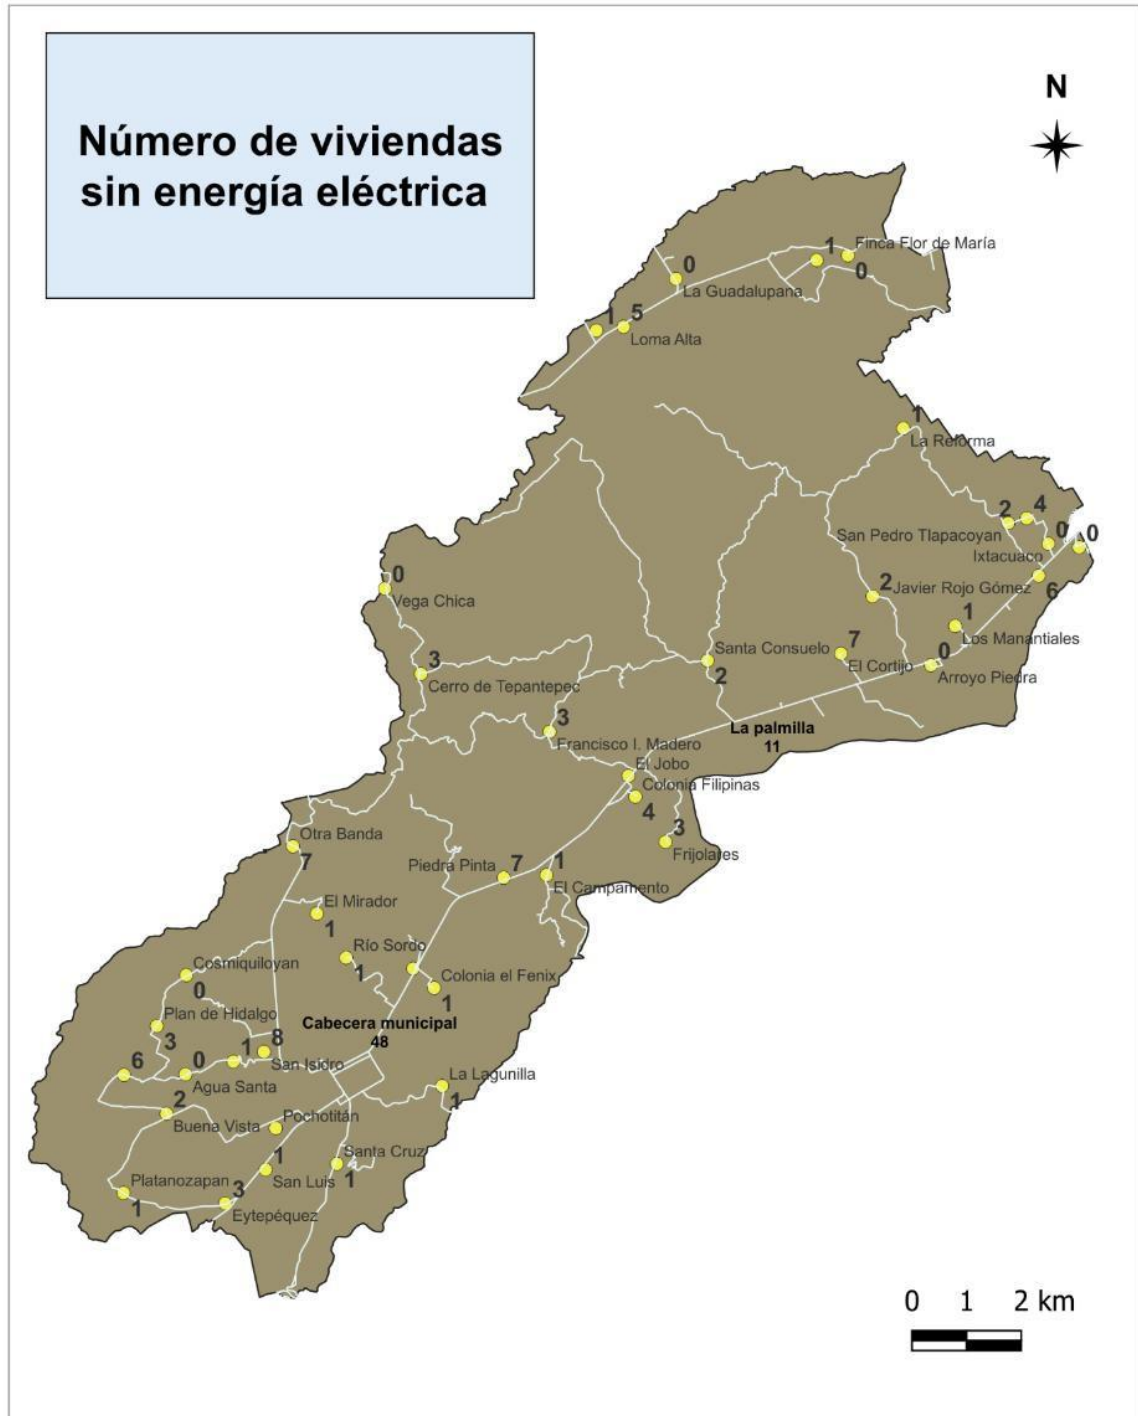 Número de viviendas
sin energía eléctrica
N
1
Finca Flor de María
0
0
La Guadalupana
1
5
Loma Alta
1
La Reforma
2
4
San Pedro Tlapacoyan
0
0
Ixtacuaco
0
Vega Chica
2
Javier Rojo Gómez
6
1
Los Manantiales
Santa Consuelo
2
7
El Cortijo
0
Arroyo Piedra
3
Cerro de Tepantepec
3
Francisco I. Madero
La palmilla
11
El Jobo
Colonia Filipinas
4
3
Frijolares
Otra Banda
7
Piedra Pinta
7
1
El Campamento
El Mirador
1
Río Sordo
1
Cosmiquiloyan
0
Colonia el Fenix
1
Plan de Hidalgo
3
Cabecera municipal
48
6
0
Agua Santa
1
8
San Isidro
La Lagunilla
1
2
Buena Vista
Pochotitán
1
San Luis
Santa Cruz
1
Platanozapan
1
3
Eytepéquez
0 1 2 km